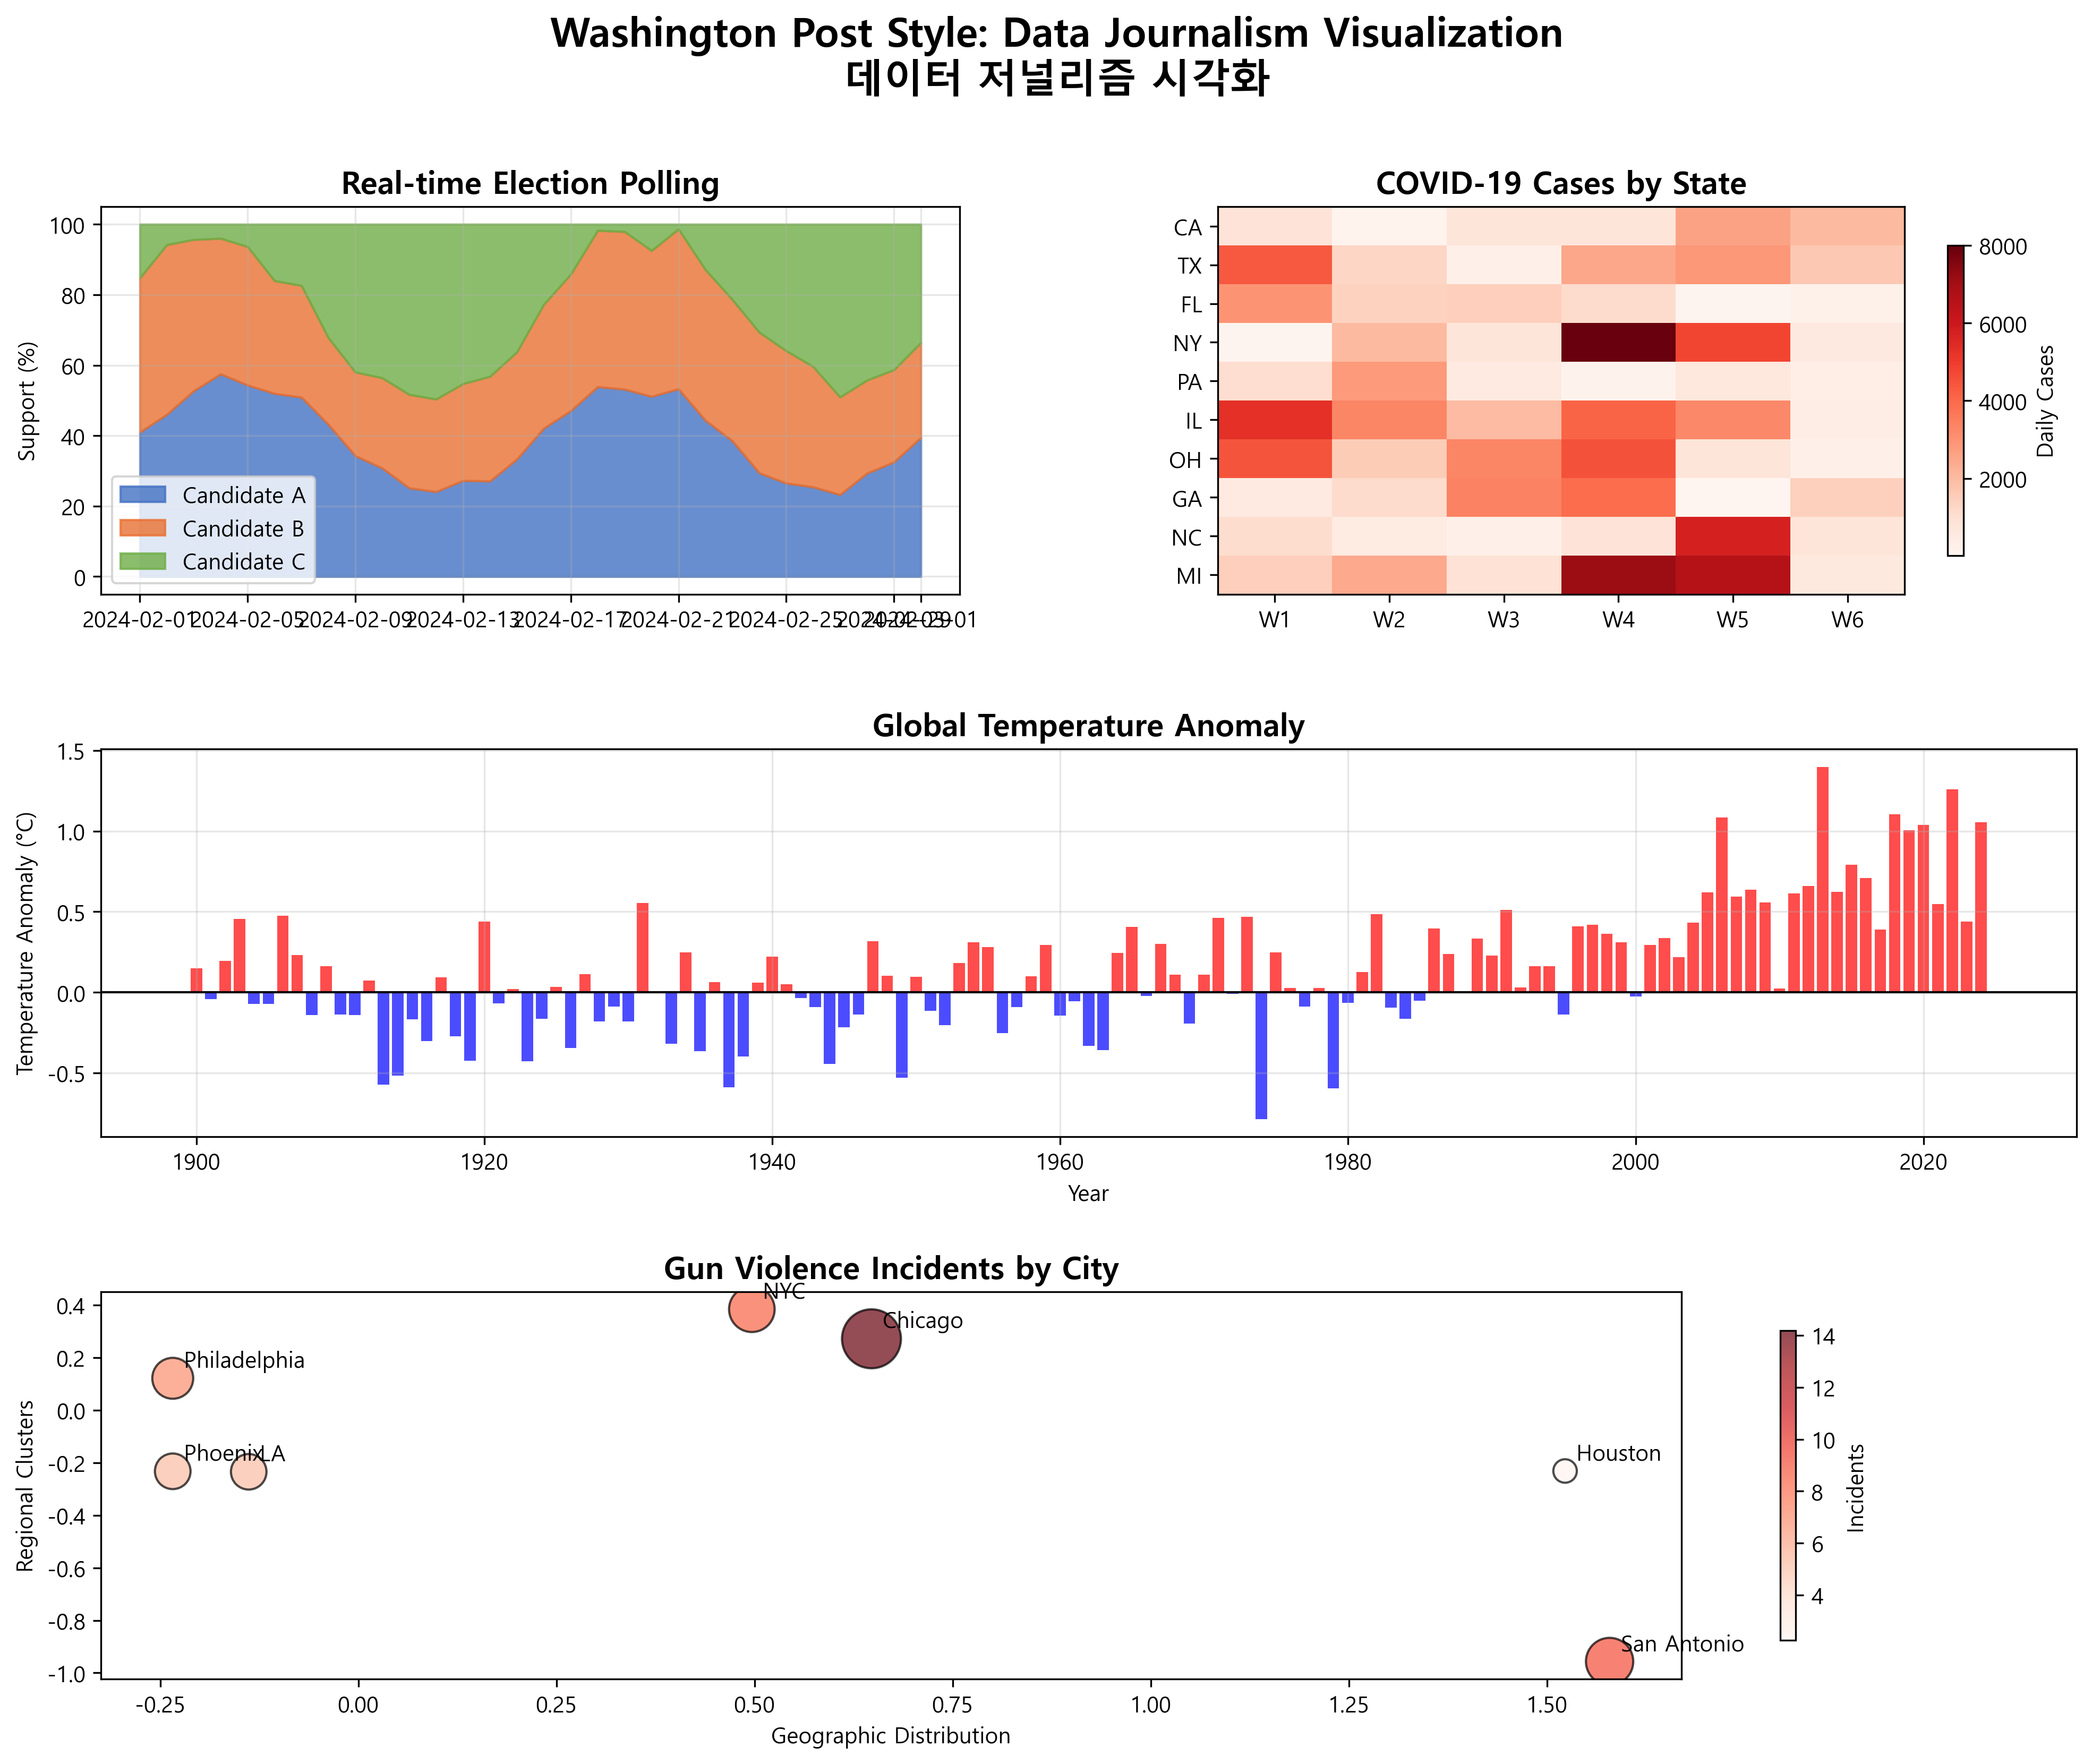 Washington Post Style: Data Journalism Visualization
데이터 저널리즘 시각화
Real-time Election Polling
Support (%)
100
80
60
40
20
0
Candidate A
Candidate B
Candidate C
2024-02-01
2024-02-05
2024-02-09
2024-02-13
2024-02-17
2024-02-21
2024-02-25
2024-02-29
2024-03-01
COVID-19 Cases by State
CA
TX
FL
NY
PA
IL
OH
GA
NC
MI
W1 W2 W3 W4 W5 W6
8000
6000
4000
2000
Daily Cases
Global Temperature Anomaly
Temperature Anomaly (°C)
1.5
1.0
0.5
0.0
-0.5
1900 1920 1940 1960 1980 2000 2020
Year
Gun Violence Incidents by City
Regional Clusters
0.4
0.2
0.0
-0.2
-0.4
-0.6
-0.8
-1.0
NYC
Chicago
Philadelphia
Phoenix
LA
Houston
San Antonio
-0.25 0.00 0.25 0.50 0.75 1.00 1.25 1.50
Geographic Distribution
14
12
10
8
6
4
Incidents